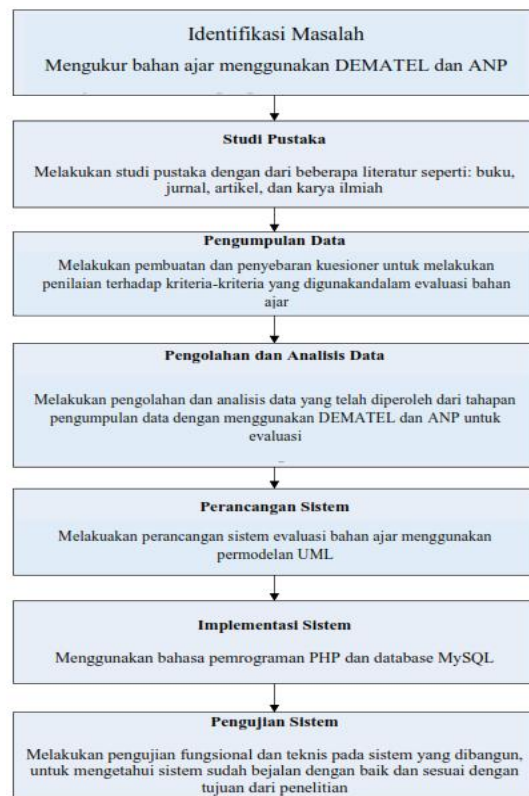 Identifikasi Masalah
Mengukur bahan ajar menggunakan DEMATEL dan ANP
Studi Pustaka
Melakukan studi pustaka dengan dari beberapa literatur seperti: buku,
jurnal, artikel, dan karya ilmiah
Pengumpulan Data
Melakukan pembuatan dan penyebaran kuesioner untuk melakukan
penilaian terhadap kriteria-kriteria yang digunakandalam evaluasi bahan
ajar
Pengolahan dan Analisis Data
Melakukan pengolahan dan analisis data yang telah diperoleh dari tahapan
pengumpulan data dengan menggunakan DEMATEL dan ANP untuk
evaluasi
Perancangan Sistem
Melakuakan perancangan sistem evaluasi bahan ajar menggunakan
permodelan UML
Implementasi Sistem
Menggunakan bahasa pemrograman PHP dan database MySQL
Pengujian Sistem
Melakukan pengujian fungsional dan teknis pada sistem yang dibangun,
untuk mengetahui sistem sudah bejalan dengan baik dan sesuai dengan
tujuan dari penelitian